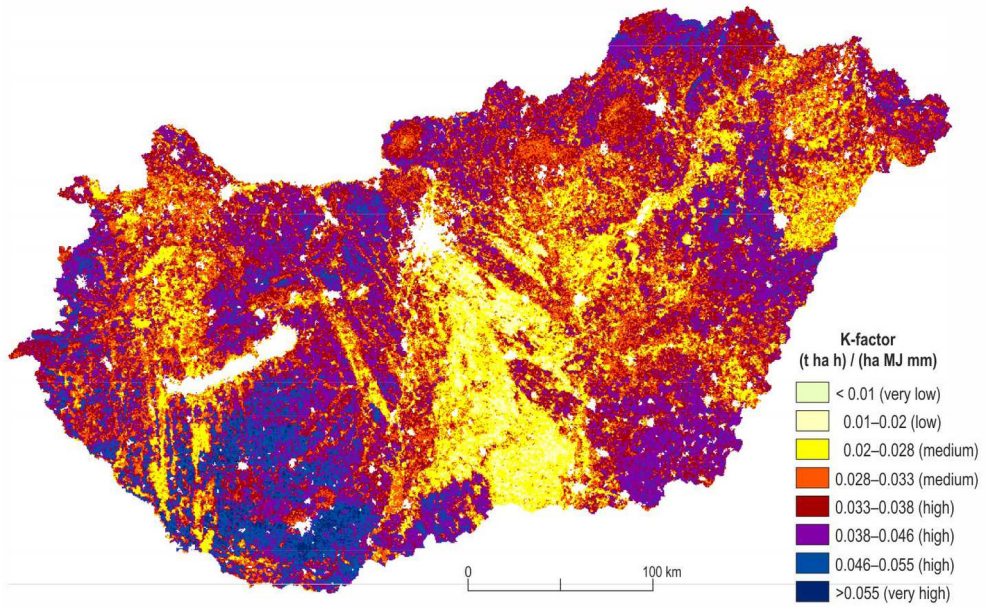 K-factor
(t ha h) / (ha MJ mm)
< 0.01 (very low)
0.01–0.02 (low)
0.02–0.028 (medium)
0.028–0.033 (medium)
0.033–0.038 (high)
0.038–0.046 (high)
0.046–0.055 (high)
>0.055 (very high)
0 100 km